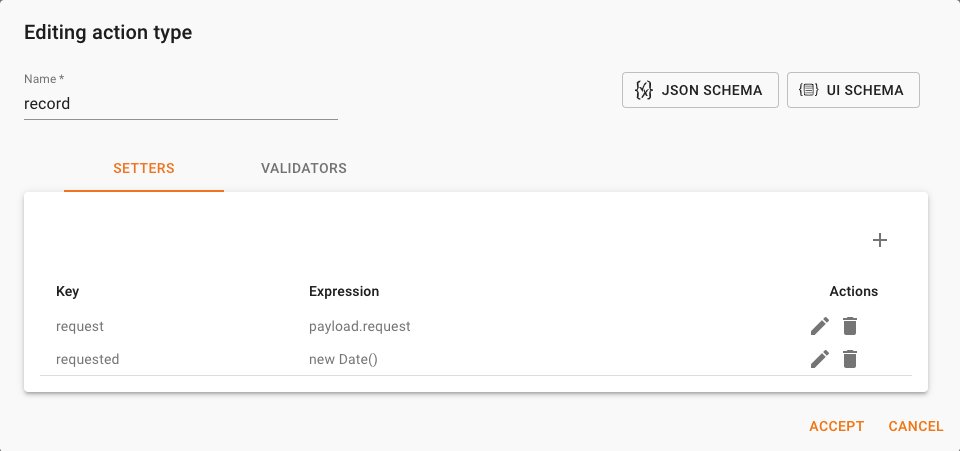 Editing action type
Name *
record
JSON SCHEMA
UI SCHEMA
SETTERS
VALIDATORS
Key Expression Actions
request payload.request
requested new Date()
ACCEPT CANCEL